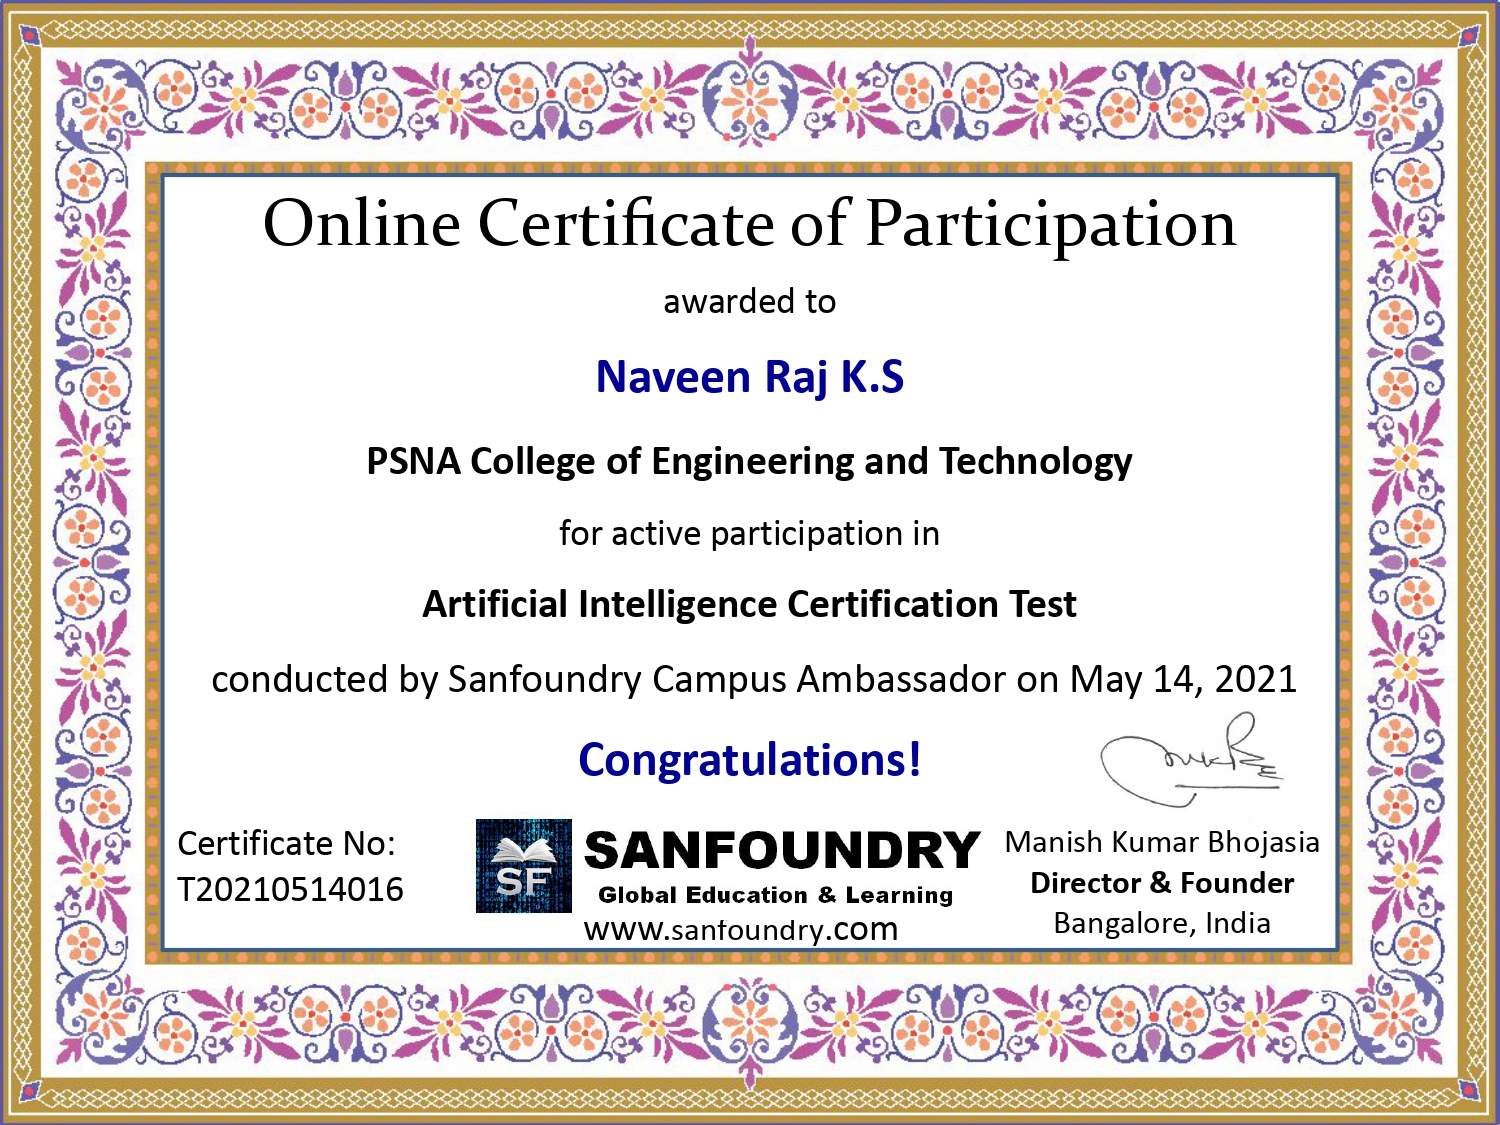 Online Certificate of Participation
awarded to
Naveen Raj K.S
PSNA College of Engineering and Technology
for active participation in
Artificial Intelligence Certification Test
conducted by Sanfoundry Campus Ambassador on May 14, 2021
Congratulations!
Certificate No:
T20210514016
SF
SANFOUNDRY
Global Education & Learning
www.sanfoundry.com
Manish Kumar Bhojasia
Director & Founder
Bangalore, India